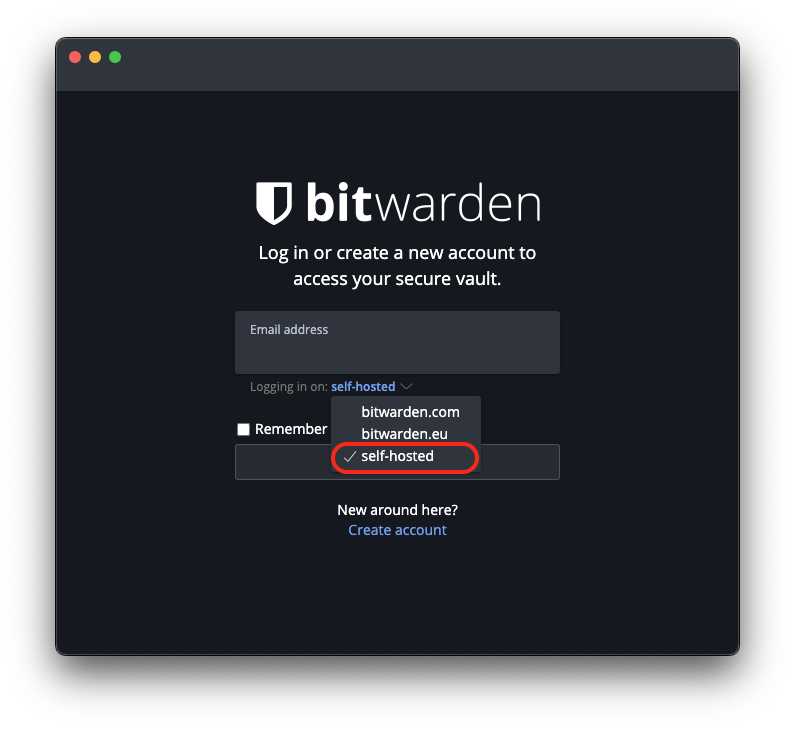 bitwarden
Log in or create a new account to
access your secure vault.
Email address
Logging in on: self-hosted
bitwarden.com
Remember
bitwarden.eu
self-hosted
New around here?
Create account